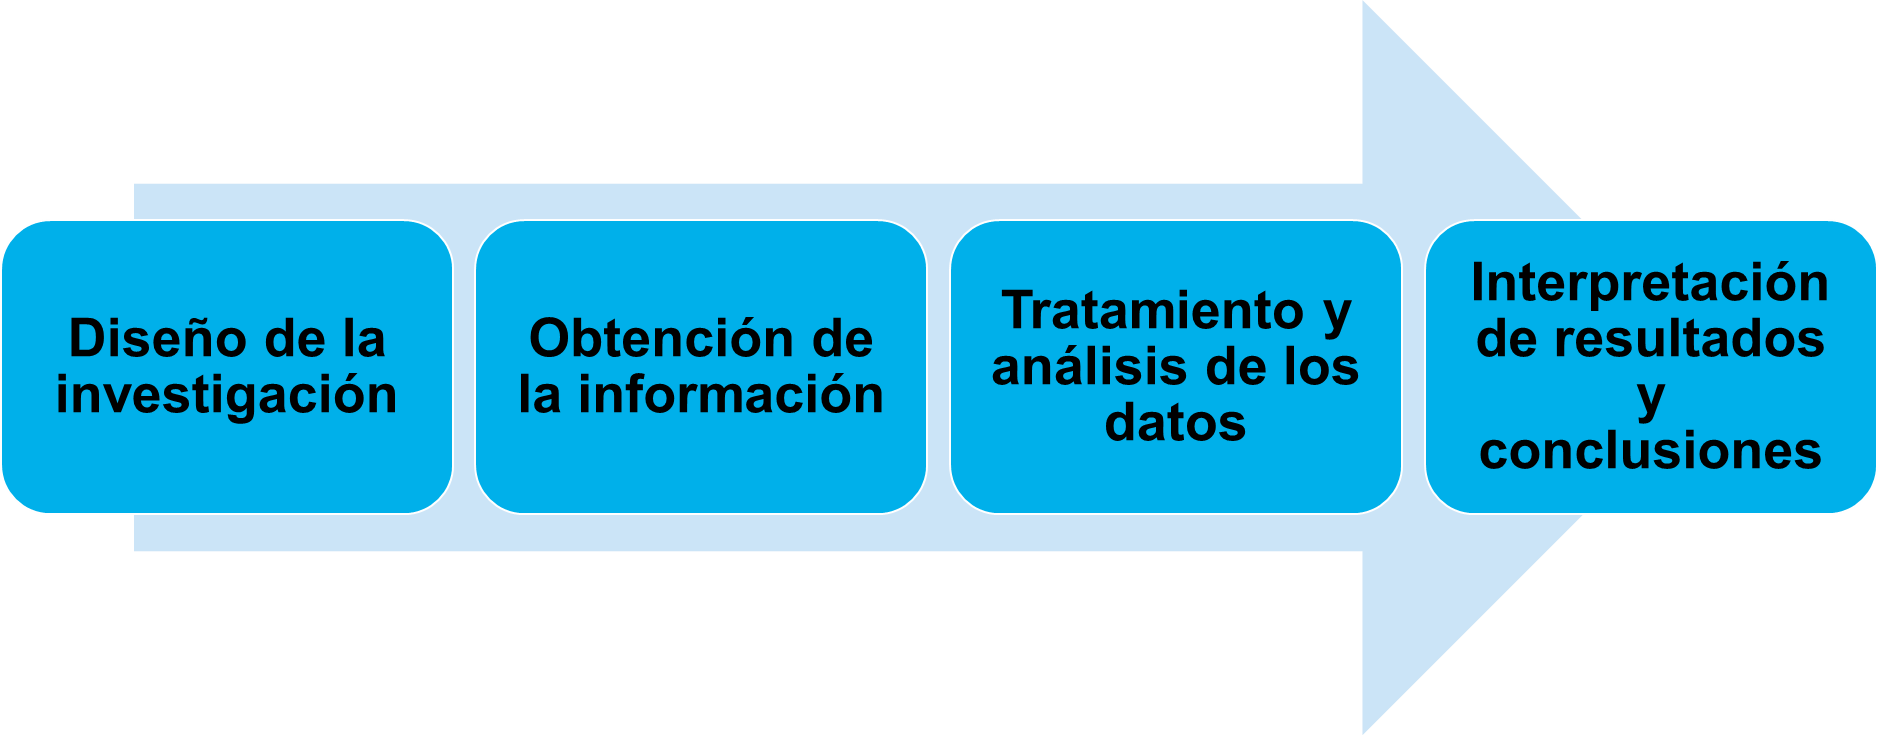 Diseño de la
investigación
Obtención de
la información
Tratamiento y
análisis de los
datos
Interpretación
de resultados
y
conclusiones